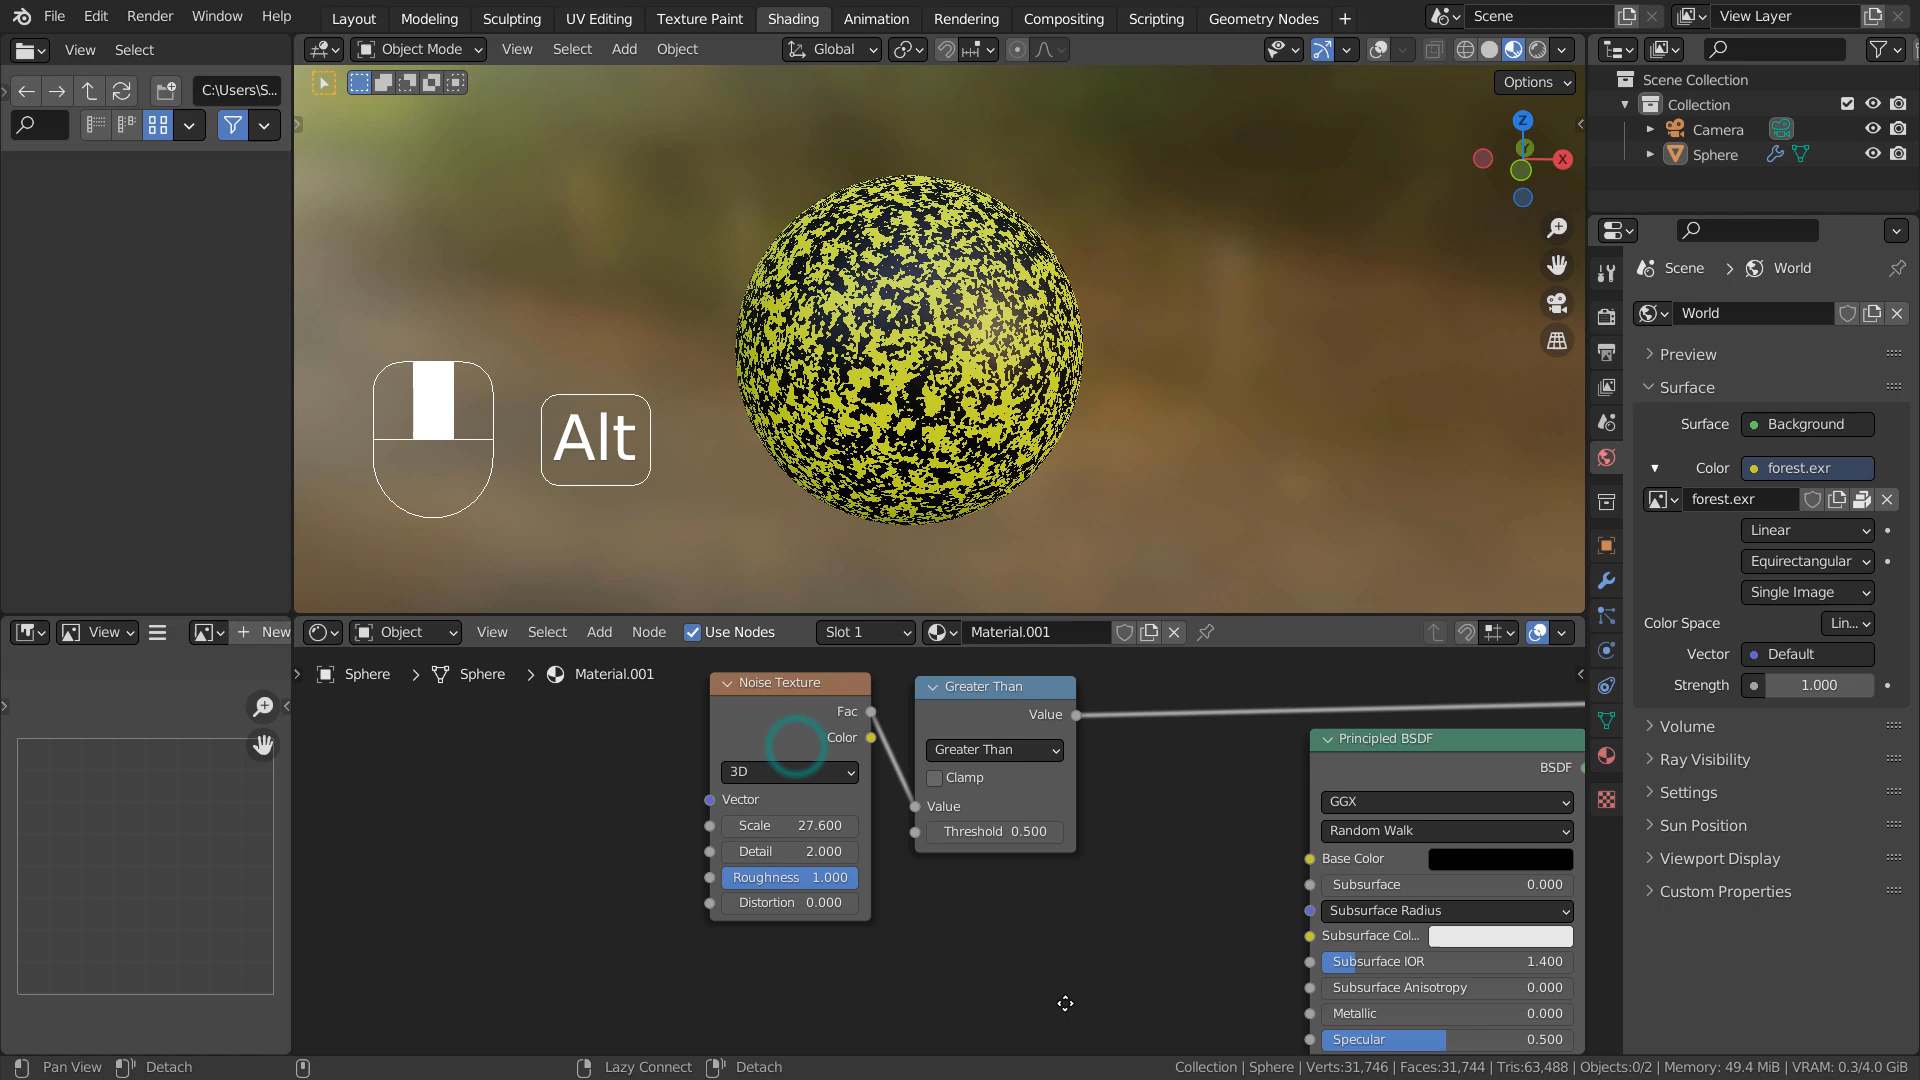 File Edit Render Window Help
Layout Modeling Sculpting UV Editing Texture Paint Shading Animation Rendering Compositing Scripting Geometry Nodes +
Scene
View Layer
View Select
Object Mode View Select Add Object
Global
C:\Users\S...
Options
Z
Y
X
Scene Collection
Collection
Camera
Sphere
Alt
Scene > World
World
Preview
Surface
Surface Background
Color forest.exr
forest.exr
Linear
Equirectangular
Single Image
Color Space Lin...
Vector Default
Strength 1.000
Volume
Ray Visibility
Settings
Sun Position
Viewport Display
Custom Properties
View
+ New
Object View Select Add Node Use Nodes Slot 1 Material.001
Sphere > Sphere > Material.001
Noise Texture
Fac
Color
3D
Vector
Scale 27.600
Detail 2.000
Roughness 1.000
Distortion 0.000
Greater Than
Value
Greater Than
Clamp
Value
Threshold 0.500
Principled BSDF
BSDF
GGX
Random Walk
Base Color
Subsurface 0.000
Subsurface Radius
Subsurface Col...
Subsurface IOR 1.400
Subsurface Anisotropy 0.000
Metallic 0.000
Specular 0.500
Pan View Detach Lazy Connect Detach
Collection | Sphere | Verts:31,746 | Faces:31,744 | Tris:63,488 | Objects:0/2 | Memory: 49.4 MiB | VRAM: 0.3/4.0 GiB